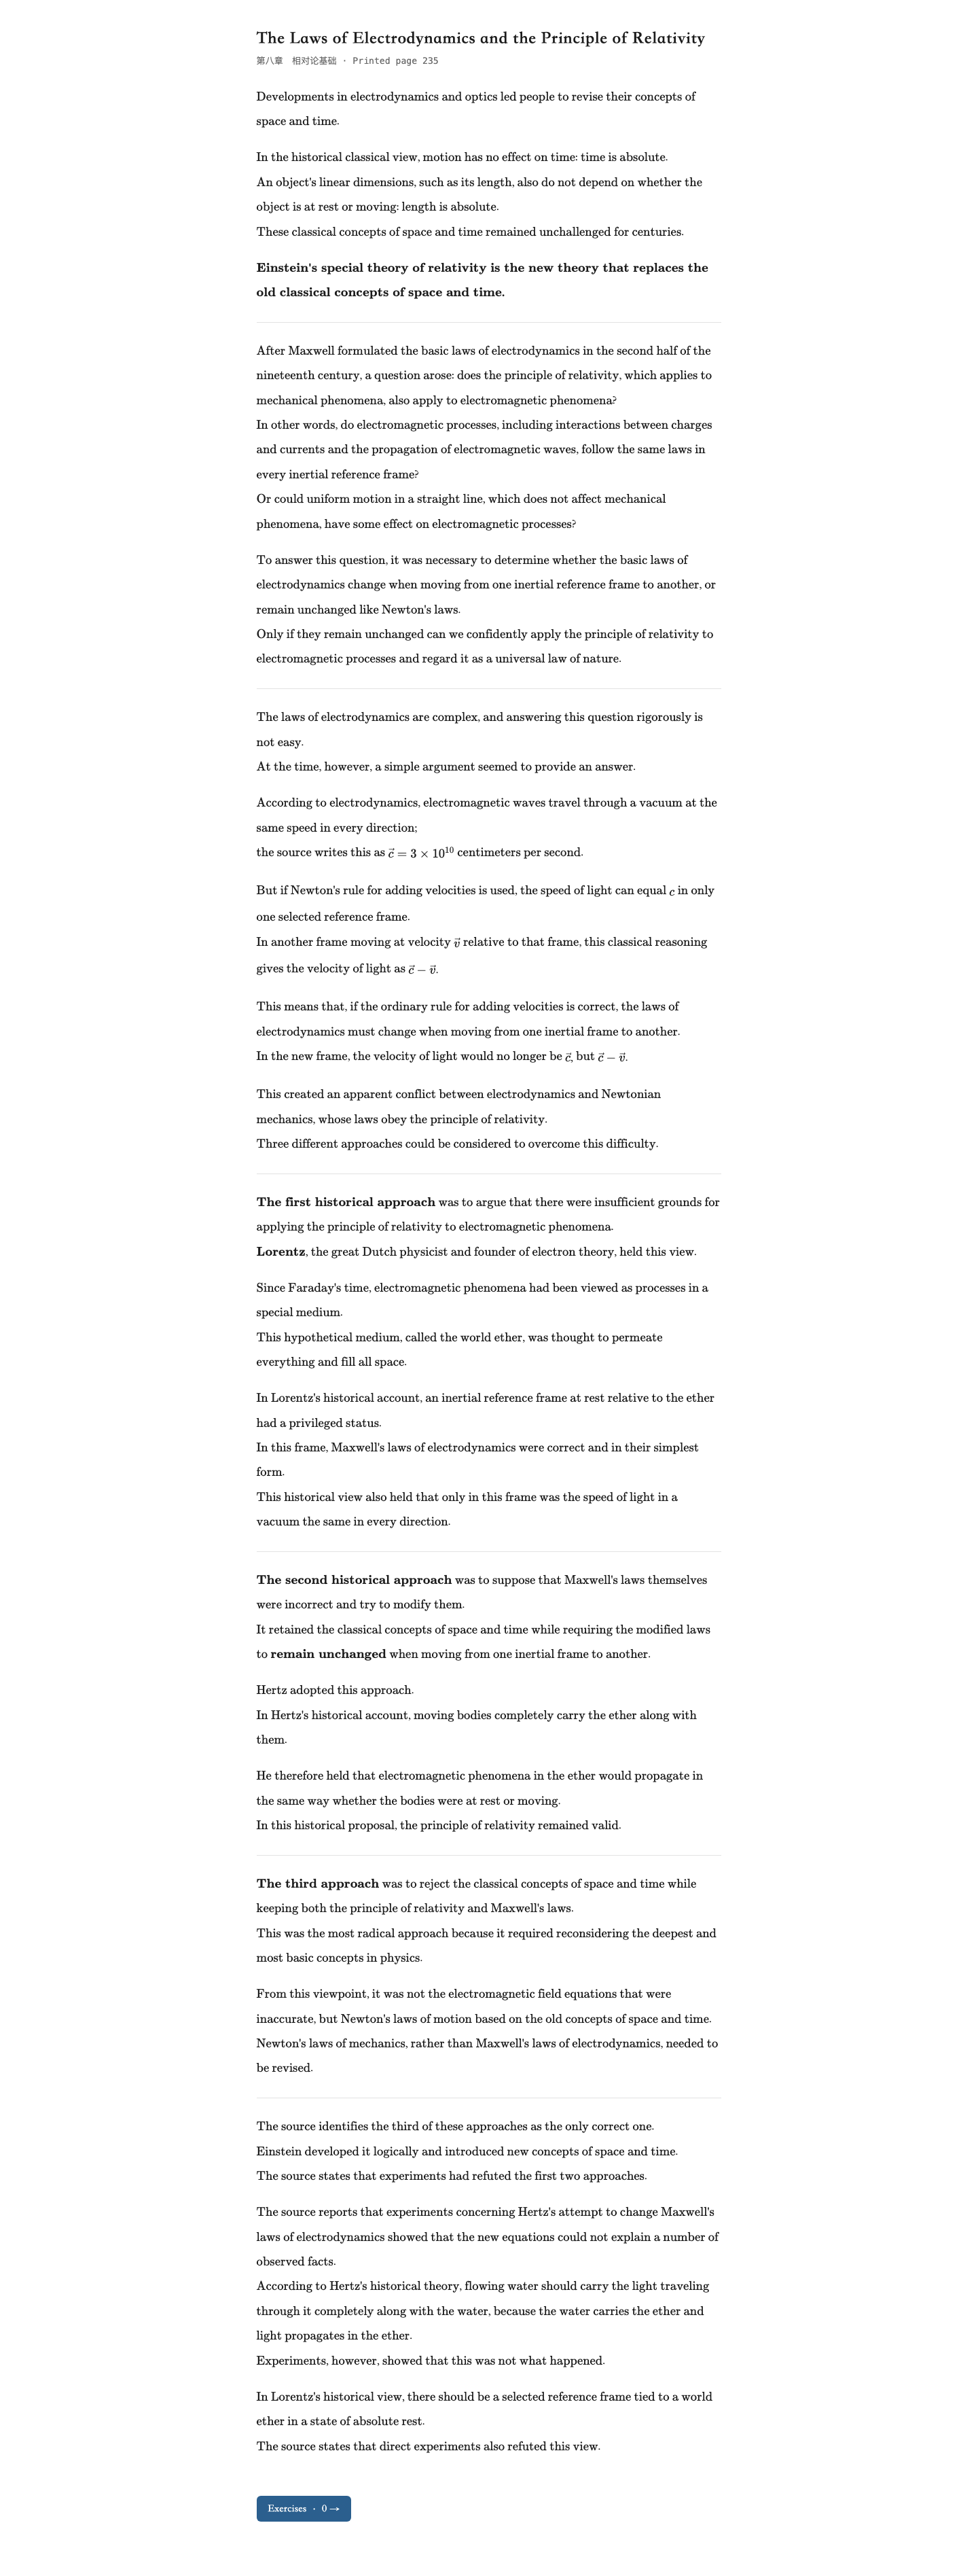 The Laws of Electrodynamics and the Principle of Relativity
第八章 相对论基础 · Printed page 235
Developments in electrodynamics and optics led people to revise their concepts of
space and time.
In the historical classical view, motion has no effect on time: time is absolute.
An object's linear dimensions, such as its length, also do not depend on whether the
object is at rest or moving: length is absolute.
These classical concepts of space and time remained unchallenged for centuries.
Einstein's special theory of relativity is the new theory that replaces the
old classical concepts of space and time.
After Maxwell formulated the basic laws of electrodynamics in the second half of the
nineteenth century, a question arose: does the principle of relativity, which applies to
mechanical phenomena, also apply to electromagnetic phenomena?
In other words, do electromagnetic processes, including interactions between charges
and currents and the propagation of electromagnetic waves, follow the same laws in
every inertial reference frame?
Or could uniform motion in a straight line, which does not affect mechanical
phenomena, have some effect on electromagnetic processes?
To answer this question, it was necessary to determine whether the basic laws of
electrodynamics change when moving from one inertial reference frame to another, or
remain unchanged like Newton's laws.
Only if they remain unchanged can we confidently apply the principle of relativity to
electromagnetic processes and regard it as a universal law of nature.
The laws of electrodynamics are complex, and answering this question rigorously is
not easy.
At the time, however, a simple argument seemed to provide an answer.
According to electrodynamics, electromagnetic waves travel through a vacuum at the
same speed in every direction;
the source writes this as c⃗ = 3 × 10¹⁰ centimeters per second.
But if Newton's rule for adding velocities is used, the speed of light can equal c in only
one selected reference frame.
In another frame moving at velocity v⃗ relative to that frame, this classical reasoning
gives the velocity of light as c⃗ − v⃗.
This means that, if the ordinary rule for adding velocities is correct, the laws of
electrodynamics must change when moving from one inertial frame to another.
In the new frame, the velocity of light would no longer be c⃗, but c⃗ − v⃗.
This created an apparent conflict between electrodynamics and Newtonian
mechanics, whose laws obey the principle of relativity.
Three different approaches could be considered to overcome this difficulty.
The first historical approach was to argue that there were insufficient grounds for
applying the principle of relativity to electromagnetic phenomena.
Lorentz, the great Dutch physicist and founder of electron theory, held this view.
Since Faraday's time, electromagnetic phenomena had been viewed as processes in a
special medium.
This hypothetical medium, called the world ether, was thought to permeate
everything and fill all space.
In Lorentz's historical account, an inertial reference frame at rest relative to the ether
had a privileged status.
In this frame, Maxwell's laws of electrodynamics were correct and in their simplest
form.
This historical view also held that only in this frame was the speed of light in a
vacuum the same in every direction.
The second historical approach was to suppose that Maxwell's laws themselves
were incorrect and try to modify them.
It retained the classical concepts of space and time while requiring the modified laws
to remain unchanged when moving from one inertial frame to another.
Hertz adopted this approach.
In Hertz's historical account, moving bodies completely carry the ether along with
them.
He therefore held that electromagnetic phenomena in the ether would propagate in
the same way whether the bodies were at rest or moving.
In this historical proposal, the principle of relativity remained valid.
The third approach was to reject the classical concepts of space and time while
keeping both the principle of relativity and Maxwell's laws.
This was the most radical approach because it required reconsidering the deepest and
most basic concepts in physics.
From this viewpoint, it was not the electromagnetic field equations that were
inaccurate, but Newton's laws of motion based on the old concepts of space and time.
Newton's laws of mechanics, rather than Maxwell's laws of electrodynamics, needed to
be revised.
The source identifies the third of these approaches as the only correct one.
Einstein developed it logically and introduced new concepts of space and time.
The source states that experiments had refuted the first two approaches.
The source reports that experiments concerning Hertz's attempt to change Maxwell's
laws of electrodynamics showed that the new equations could not explain a number of
observed facts.
According to Hertz's historical theory, flowing water should carry the light traveling
through it completely along with the water, because the water carries the ether and
light propagates in the ether.
Experiments, however, showed that this was not what happened.
In Lorentz's historical view, there should be a selected reference frame tied to a world
ether in a state of absolute rest.
The source states that direct experiments also refuted this view.
Exercises · 0 →